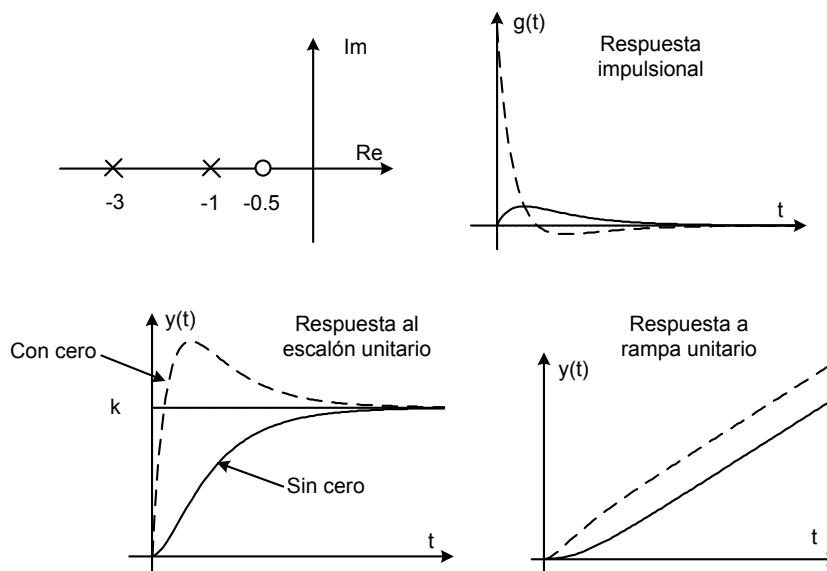 Im
Re
-3
-1
-0.5
g(t)
Respuesta
impulsional
t
y(t)
Respuesta al
escalón unitario
Con cero
k
Sin cero
t
Respuesta a
rampa unitario
y(t)
t